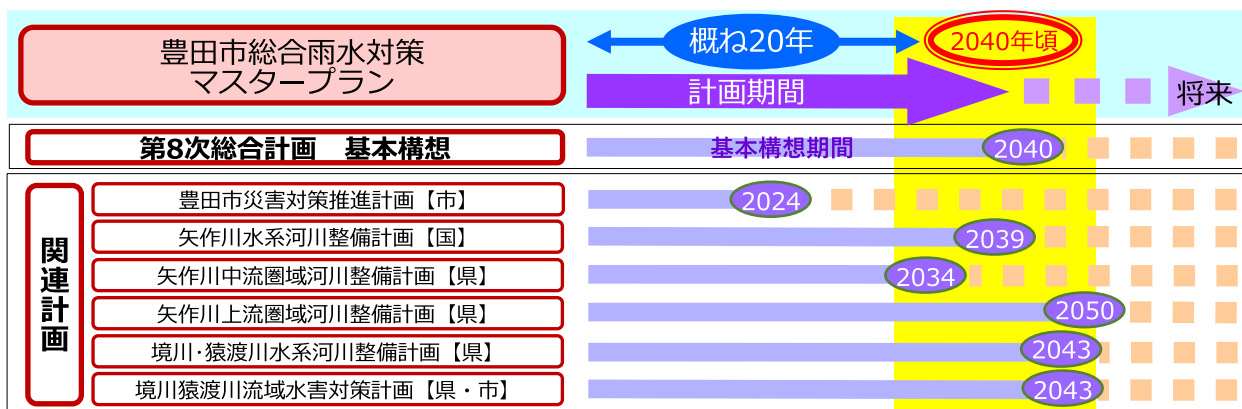 豊田市総合雨水対策
マスタープラン
概ね20年
2040年頃
計画期間
将来
第8次総合計画　基本構想
基本構想期間
2040
関連計画
豊田市災害対策推進計画【市】
2024
矢作川水系河川整備計画【国】
2039
矢作川中流圏域河川整備計画【県】
2034
矢作川上流圏域河川整備計画【県】
2050
境川･猿渡川水系河川整備計画【県】
2043
境川猿渡川流域水害対策計画【県・市】
2043